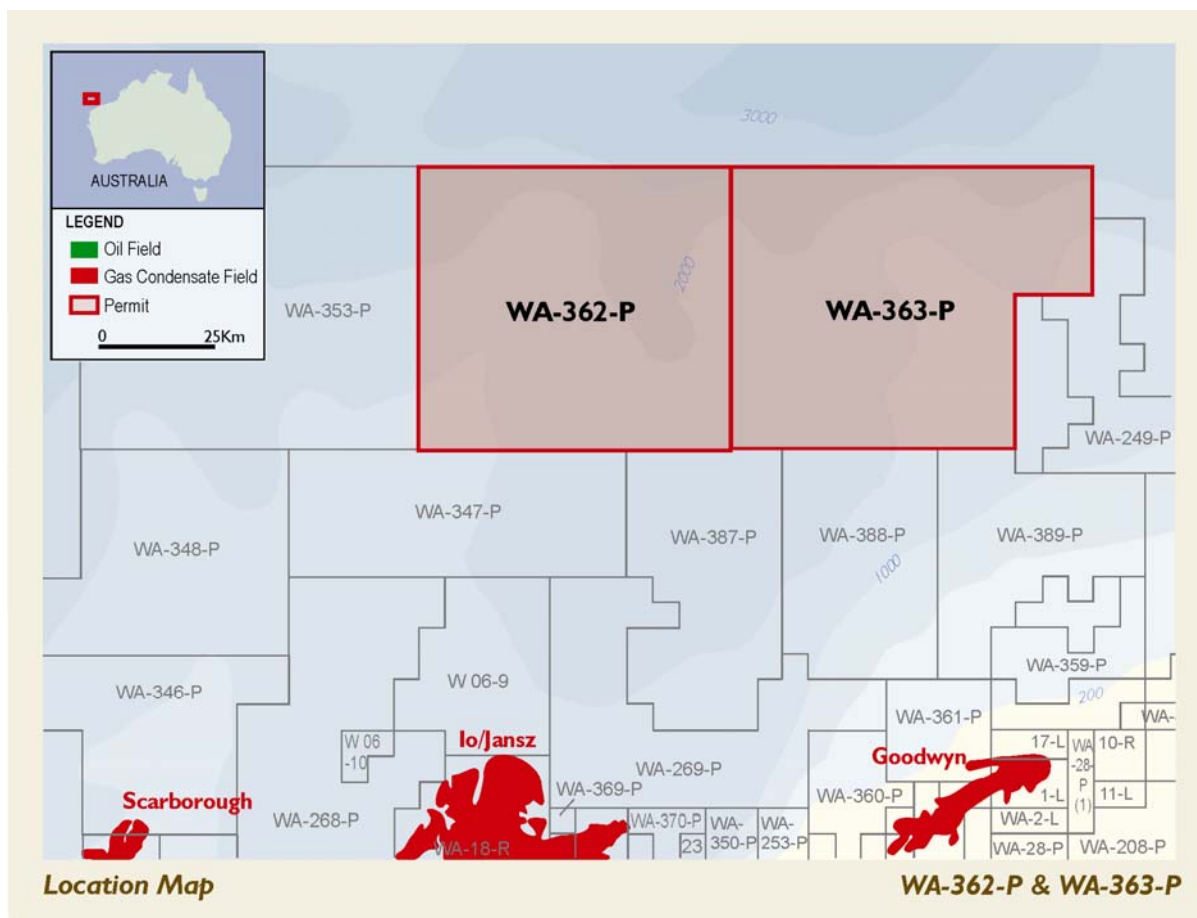 AUSTRALIA
LEGEND
Oil Field
Gas Condensate Field
Permit
0 25Km
3000
2000
WA-353-P
WA-362-P
WA-363-P
WA-249-P
WA-347-P
WA-348-P
WA-387-P
WA-388-P
WA-389-P
1000
WA-346-P
W 06-9
WA-359-P
200
WA-361-P
WA-
W 06
-10
Io/Jansz
Goodwyn
17-L
WA
-28-
P
(1)
10-R
WA-269-P
WA-369-P
Scarborough
WA-268-P
WA-360-P
1-L
11-L
WA-370-P
23
WA-
350-P
WA-
253-P
WA-2-L
WA-18-R
WA-28-P
WA-208-P
Location Map
WA-362-P & WA-363-P